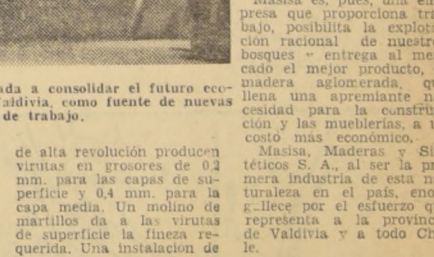 ada a consolidar el futuro eco-
Valdivia, como fuente de nuevas
de trabajo.
de alta revolución producen
virutas en grosores de 0,2
mm. para las capas de su-
perficie y 0,4 mm. para la
capa media. Un molino de
martillos da a las virutas
de superficie la fineza re-
querida. Una instalacion de
Masisa es, pues, una em
presa que proporciona tra
bajo, posibilita la explota
ción racional de nuestro
bosques y entrega al me
cado el mejor producto,
madera aglomerada, qu
llena una apremiante n
cesidad para la constru
ción y las mueblerías, a u
costo más económico.
Masisa, Maderas y Si
téticos S. A., al ser la pr
mera industria de esta n
turaleza en el país, eno
gullece por el esfuerzo q
representa a la provinc
de Valdivia y a todo Ch
le.